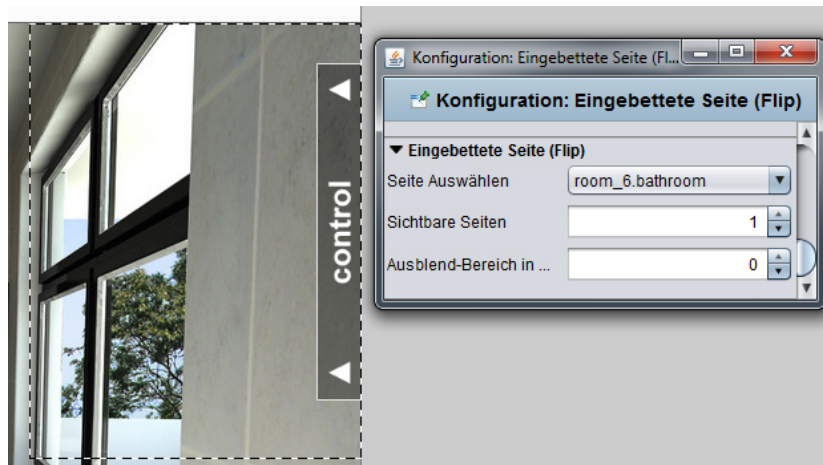 control
Konfiguration: Eingebettete Seite (Fl...
Konfiguration: Eingebettete Seite (Flip)
Eingebettete Seite (Flip)
Seite Auswählen room_6.bathroom
Sichtbare Seiten 1
Ausblend-Bereich in ... 0